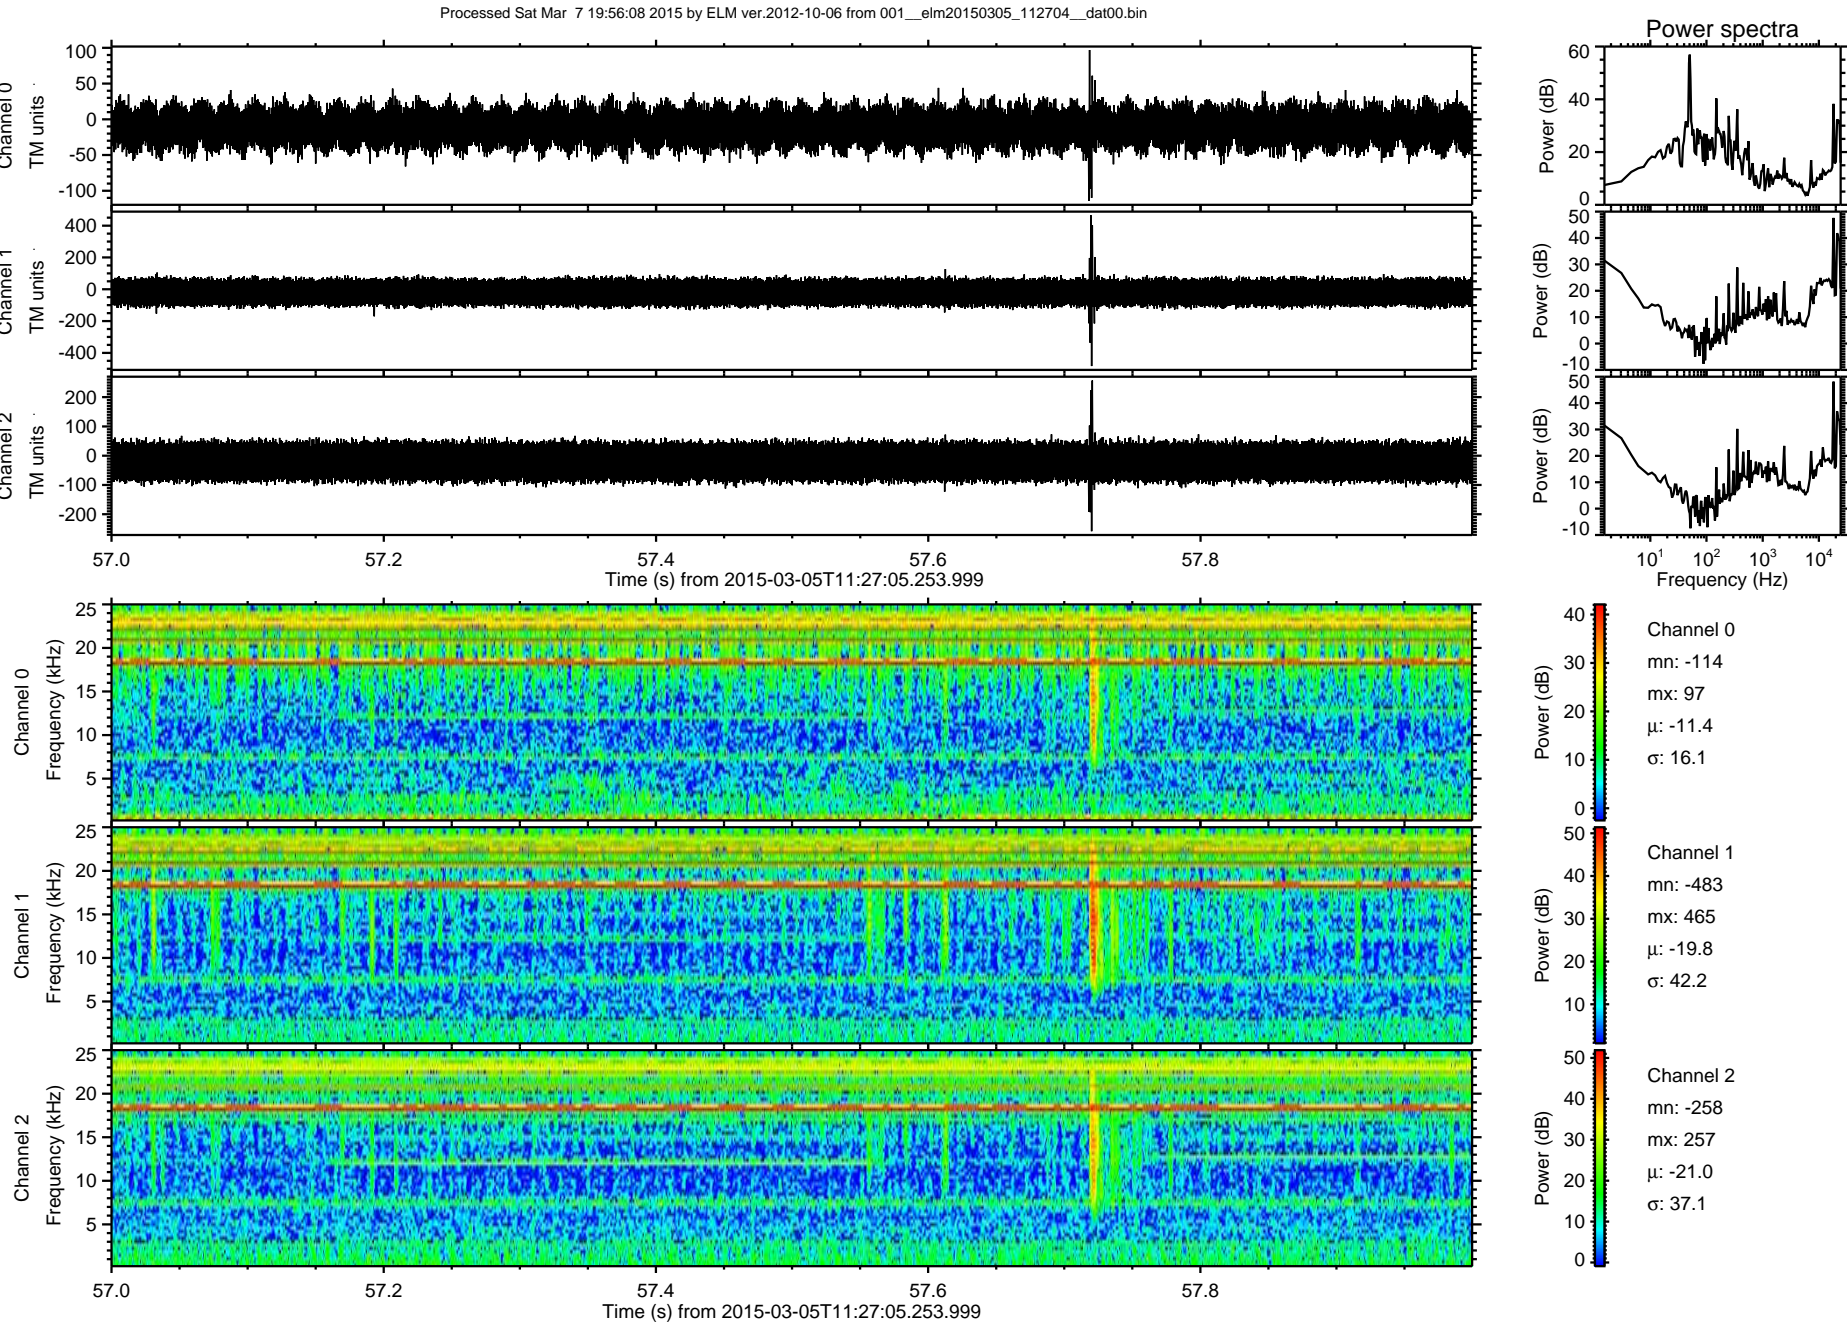 Processed Sat Mar  7 19:56:08 2015 by ELM ver.2012-10-06 from 001__elm20150305_112704__dat00.bin
Power spectra
Channel 0
TM units
100
50
0
-50
-100
Power (dB)
60
40
20
0
Channel 1
TM units
400
200
0
-200
-400
Power (dB)
50
40
30
20
10
0
-10
Channel 2
TM units
200
100
0
-100
-200
Power (dB)
50
40
30
20
10
0
-10
57.0 57.2 57.4 57.6 57.8
Time (s) from 2015-03-05T11:27:05.253.999
10¹ 10² 10³ 10⁴
Frequency (Hz)
Channel 0
Frequency (kHz)
25
20
15
10
5
Power (dB)
40
30
20
10
0
Channel 0
mn: -114
mx: 97
μ: -11.4
σ: 16.1
Channel 1
Frequency (kHz)
25
20
15
10
5
Power (dB)
50
40
30
20
10
Channel 1
mn: -483
mx: 465
μ: -19.8
σ: 42.2
Channel 2
Frequency (kHz)
25
20
15
10
5
Power (dB)
50
40
30
20
10
0
Channel 2
mn: -258
mx: 257
μ: -21.0
σ: 37.1
57.0 57.2 57.4 57.6 57.8
Time (s) from 2015-03-05T11:27:05.253.999